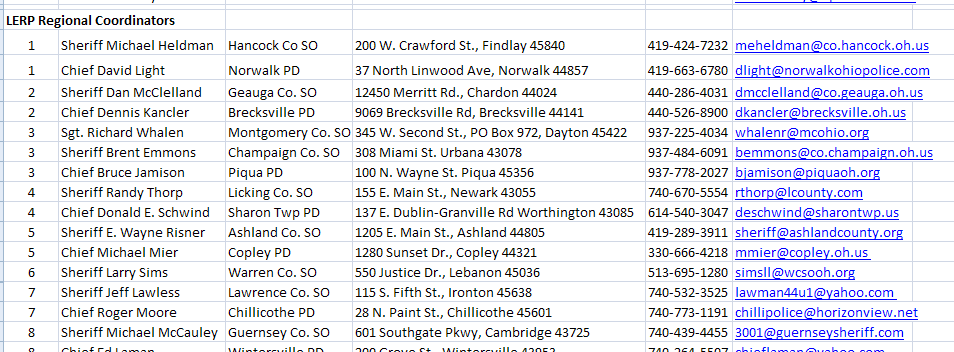 LERP Regional Coordinators
1 Sheriff Michael Heldman Hancock Co SO 200 W. Crawford St., Findlay 45840 419-424-7232 meheldman@co.hancock.oh.us
1 Chief David Light Norwalk PD 37 North Linwood Ave, Norwalk 44857 419-663-6780 dlight@norwalkohiopolice.com
2 Sheriff Dan McClelland Geauga Co. SO 12450 Merritt Rd., Chardon 44024 440-286-4031 dmcclelland@co.geauga.oh.us
2 Chief Dennis Kancler Brecksville PD 9069 Brecksville Rd, Brecksville 44141 440-526-8900 dkancler@brecksville.oh.us
3 Sgt. Richard Whalen Montgomery Co. SO 345 W. Second St., PO Box 972, Dayton 45422 937-225-4034 whalenr@mcohio.org
3 Sheriff Brent Emmons Champaign Co. SO 308 Miami St. Urbana 43078 937-484-6091 bemmons@co.champaign.oh.us
3 Chief Bruce Jamison Piqua PD 100 N. Wayne St. Piqua 45356 937-778-2027 bjamison@piquaoh.org
4 Sheriff Randy Thorp Licking Co. SO 155 E. Main St., Newark 43055 740-670-5554 rthorp@lcounty.com
4 Chief Donald E. Schwind Sharon Twp PD 137 E. Dublin-Granville Rd Worthington 43085 614-540-3047 deschwind@sharontwp.us
5 Sheriff E. Wayne Risner Ashland Co. SO 1205 E. Main St., Ashland 44805 419-289-3911 sheriff@ashlandcounty.org
5 Chief Michael Mier Copley PD 1280 Sunset Dr., Copley 44321 330-666-4218 mmier@copley.oh.us
6 Sheriff Larry Sims Warren Co. SO 550 Justice Dr., Lebanon 45036 513-695-1280 simsll@wcsooh.org
7 Sheriff Jeff Lawless Lawrence Co. SO 115 S. Fifth St., Ironton 45638 740-532-3525 lawman44u1@yahoo.com
7 Chief Roger Moore Chillicothe PD 28 N. Paint St., Chillicothe 45601 740-773-1191 chillipolice@horizonview.net
8 Sheriff Michael McCauley Guernsey Co. SO 601 Southgate Pkwy, Cambridge 43725 740-439-4455 3001@guernseysheriff.com